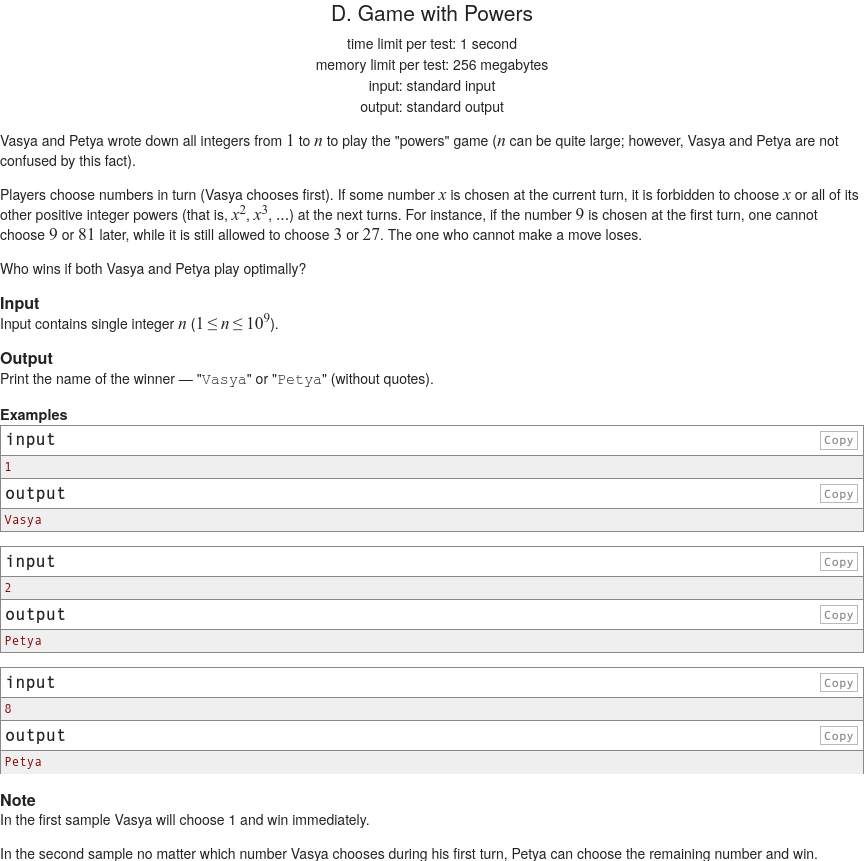 D. Game with Powers
time limit per test: 1 second
memory limit per test: 256 megabytes
input: standard input
output: standard output
Vasya and Petya wrote down all integers from 1 to n to play the "powers" game (n can be quite large; however, Vasya and Petya are not
confused by this fact).
Players choose numbers in turn (Vasya chooses first). If some number x is chosen at the current turn, it is forbidden to choose x or all of its
other positive integer powers (that is, x², x³, ...) at the next turns. For instance, if the number 9 is chosen at the first turn, one cannot
choose 9 or 81 later, while it is still allowed to choose 3 or 27. The one who cannot make a move loses.
Who wins if both Vasya and Petya play optimally?
Input
Input contains single integer n (1 ≤ n ≤ 10⁹).
Output
Print the name of the winner — "Vasya" or "Petya" (without quotes).
Examples
input Copy
1
output Copy
Vasya
input Copy
2
output Copy
Petya
input Copy
8
output Copy
Petya
Note
In the first sample Vasya will choose 1 and win immediately.
In the second sample no matter which number Vasya chooses during his first turn, Petya can choose the remaining number and win.